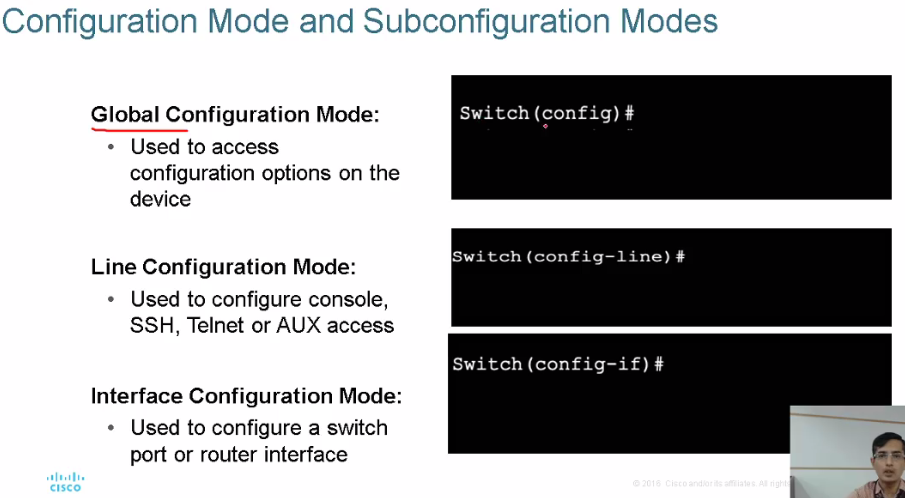 Configuration Mode and Subconfiguration Modes
Global Configuration Mode:
• Used to access
configuration options on the
device
Switch(config)#
Line Configuration Mode:
• Used to configure console,
SSH, Telnet or AUX access
Switch(config-line)#
Interface Configuration Mode:
• Used to configure a switch
port or router interface
Switch(config-if)#
CISCO
© 2016 Cisco and/or its affiliates. All rights